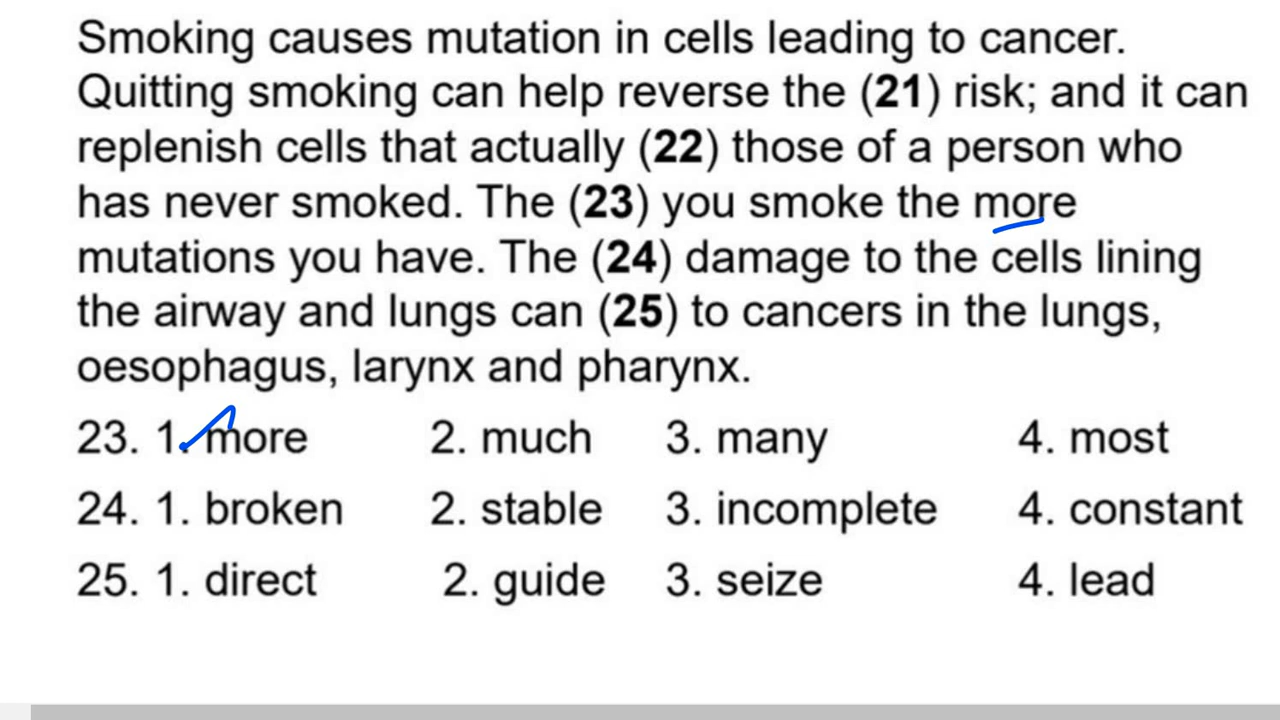 Smoking causes mutation in cells leading to cancer.
Quitting smoking can help reverse the (21) risk; and it can
replenish cells that actually (22) those of a person who
has never smoked. The (23) you smoke the more
mutations you have. The (24) damage to the cells lining
the airway and lungs can (25) to cancers in the lungs,
oesophagus, larynx and pharynx.
23. 1. more 2. much 3. many 4. most
24. 1. broken 2. stable 3. incomplete 4. constant
25. 1. direct 2. guide 3. seize 4. lead